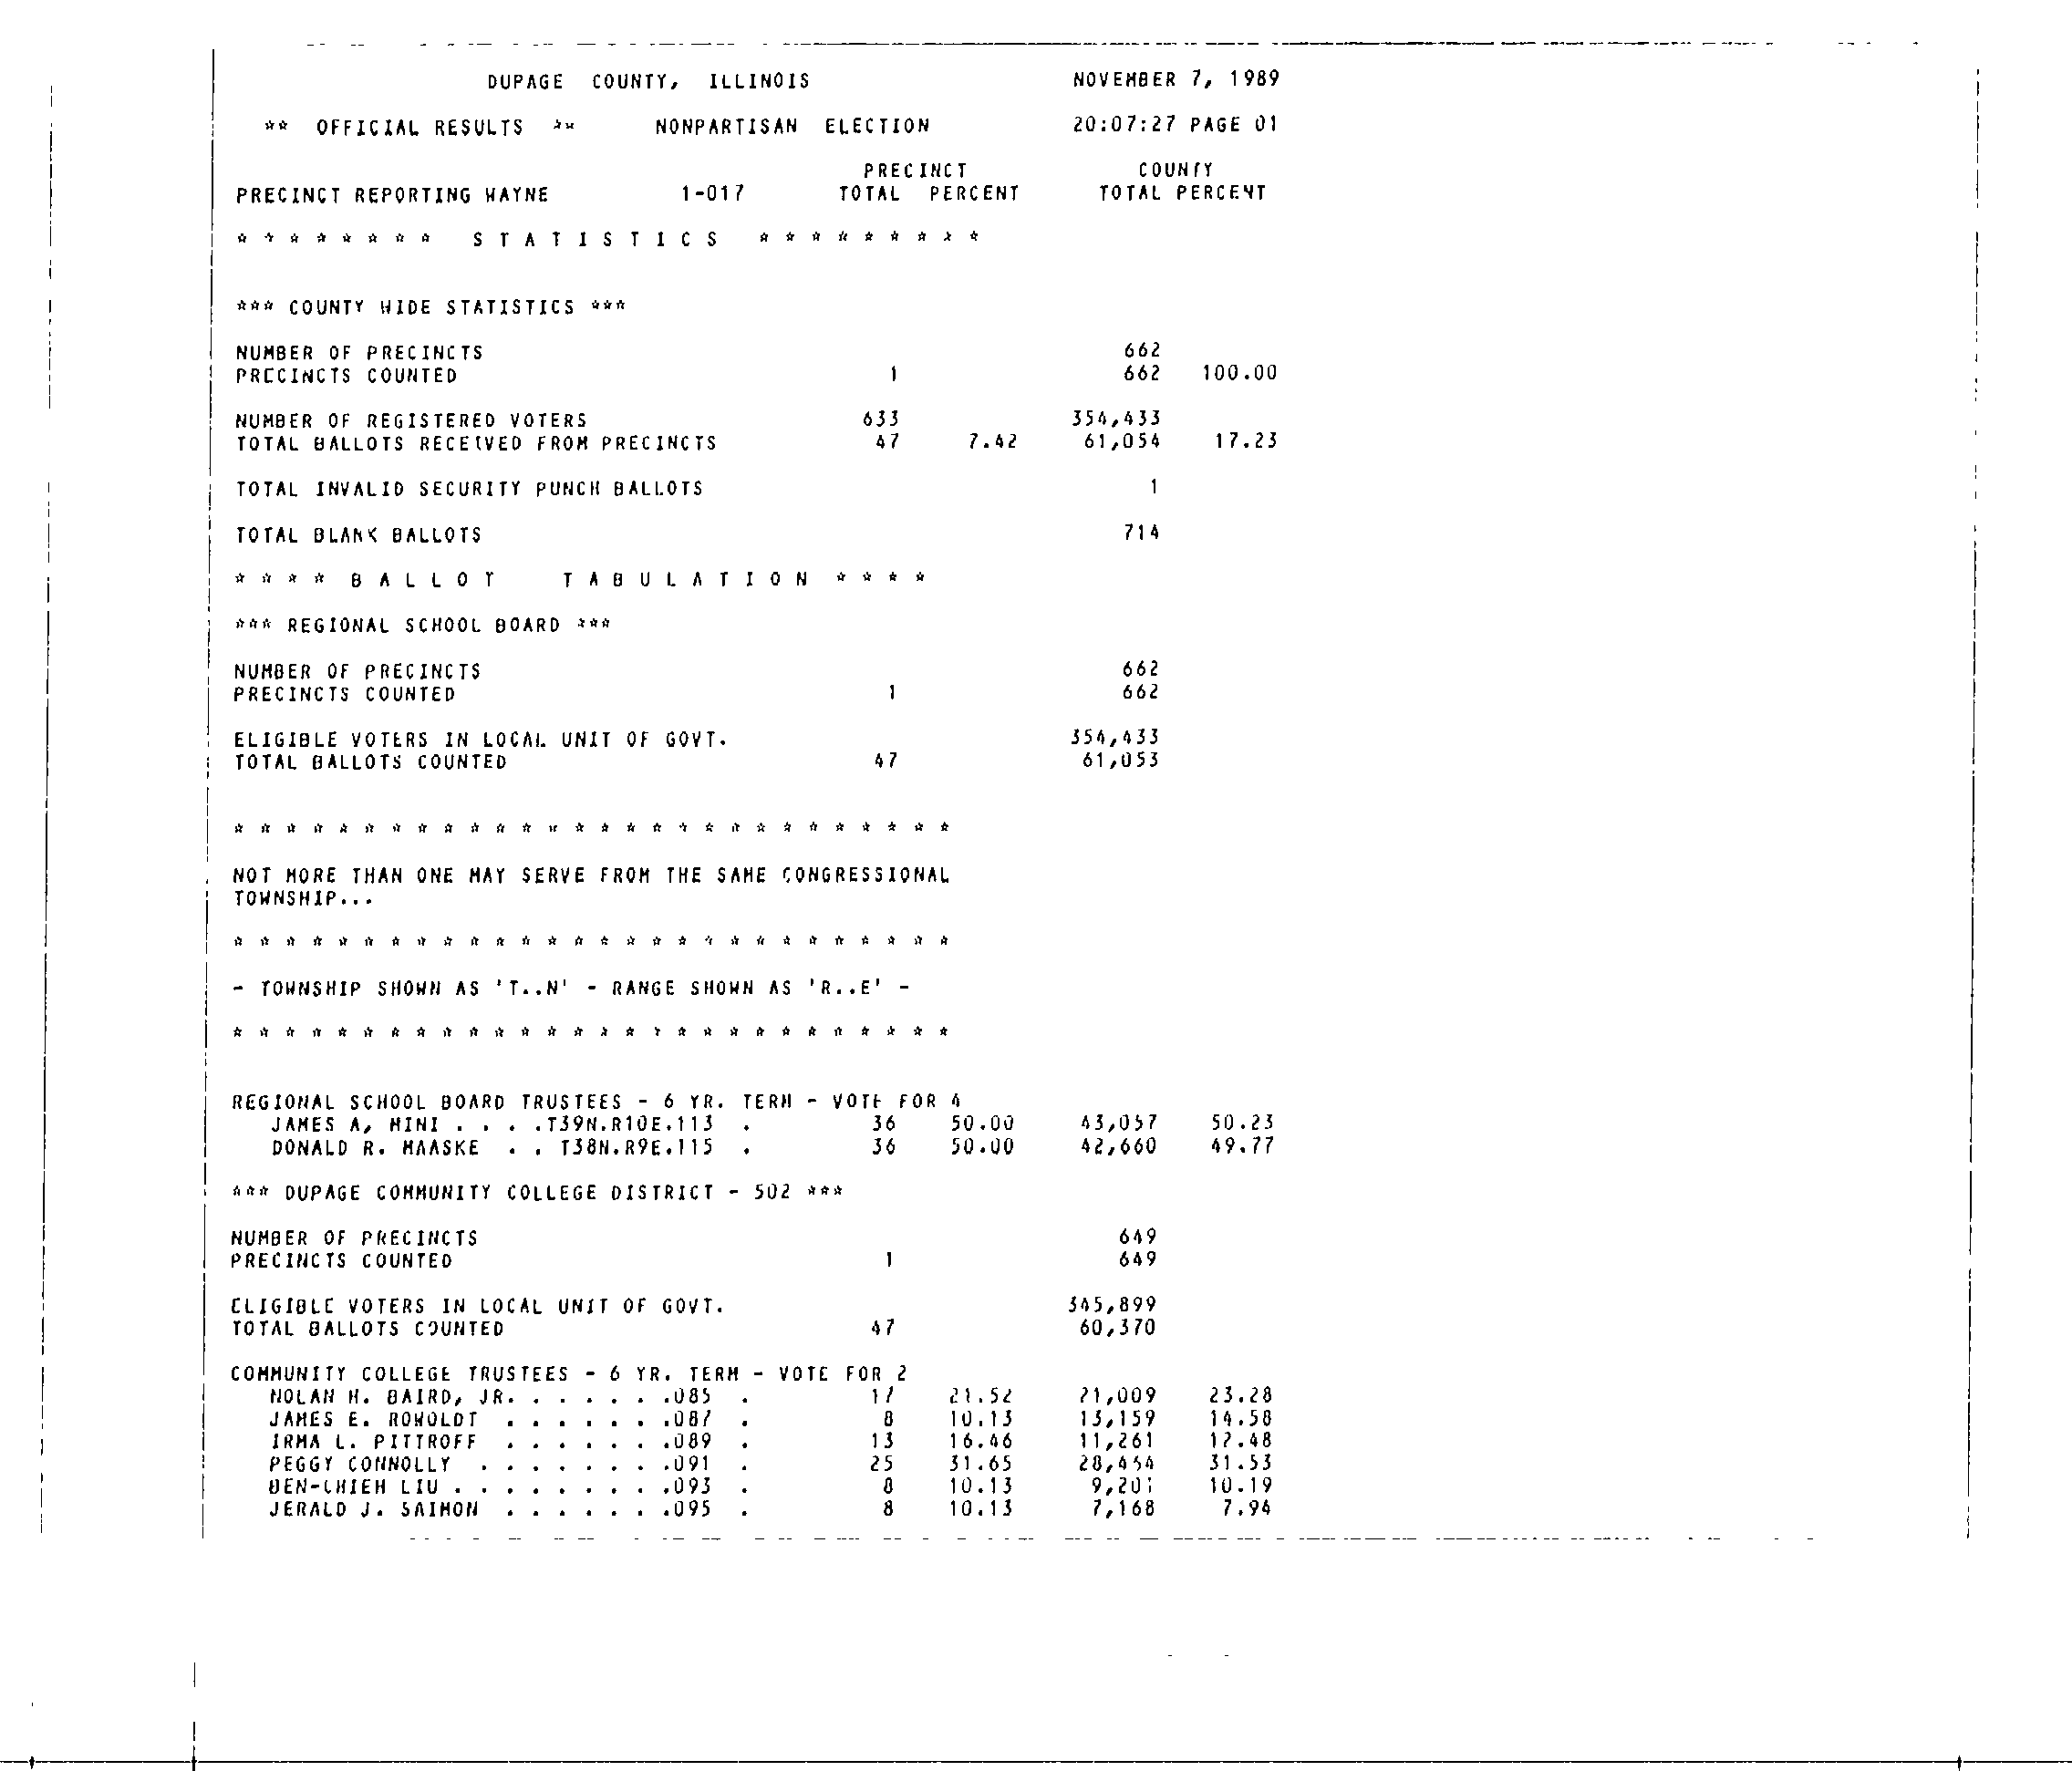 DUPAGE COUNTY, ILLINOIS NOVEMBER 7, 1989
** OFFICIAL RESULTS ** NONPARTISAN ELECTION 20:07:27 PAGE 01
PRECINCT COUNTY
PRECINCT REPORTING WAYNE 1-017 TOTAL PERCENT TOTAL PERCENT
* * * * * * * * S T A T I S T I C S * * * * * * * * *
*** COUNTY WIDE STATISTICS ***
NUMBER OF PRECINCTS 662
PRECINCTS COUNTED 1 662 100.00
NUMBER OF REGISTERED VOTERS 633 354,433
TOTAL BALLOTS RECEIVED FROM PRECINCTS 47 7.42 61,054 17.23
TOTAL INVALID SECURITY PUNCH BALLOTS 1
TOTAL BLANK BALLOTS 714
* * * * B A L L O T T A B U L A T I O N * * * *
*** REGIONAL SCHOOL BOARD ***
NUMBER OF PRECINCTS 662
PRECINCTS COUNTED 1 662
ELIGIBLE VOTERS IN LOCAL UNIT OF GOVT. 354,433
TOTAL BALLOTS COUNTED 47 61,053
* * * * * * * * * * * * * * * * * * * * * * * * * * * *
NOT MORE THAN ONE MAY SERVE FROM THE SAME CONGRESSIONAL
TOWNSHIP...
* * * * * * * * * * * * * * * * * * * * * * * * * * * *
- TOWNSHIP SHOWN AS 'T..N' - RANGE SHOWN AS 'R..E' -
* * * * * * * * * * * * * * * * * * * * * * * * * * * *
REGIONAL SCHOOL BOARD TRUSTEES - 6 YR. TERM - VOTE FOR 4
JAMES A, MINI . . . .T39N.R10E.113 . 36 50.00 43,057 50.23
DONALD R. MAASKE . . T38N.R9E.115 . 36 50.00 42,660 49.77
*** DUPAGE COMMUNITY COLLEGE DISTRICT - 502 ***
NUMBER OF PRECINCTS 649
PRECINCTS COUNTED 1 649
ELIGIBLE VOTERS IN LOCAL UNIT OF GOVT. 345,899
TOTAL BALLOTS COUNTED 47 60,370
COMMUNITY COLLEGE TRUSTEES - 6 YR. TERM - VOTE FOR 2
NOLAN H. BAIRD, JR. . . . . . .085 . 17 21.52 21,009 23.28
JAMES E. ROWOLDT . . . . . . .087 . 8 10.13 13,159 14.58
IRMA L. PITTROFF . . . . . . .089 . 13 16.46 11,261 12.48
PEGGY CONNOLLY . . . . . . . .091 . 25 31.65 28,454 31.53
BEN-CHIEH LIU . . . . . . . . .093 . 8 10.13 9,201 10.19
JERALD J. SAIMON . . . . . . .095 . 8 10.13 7,168 7.94